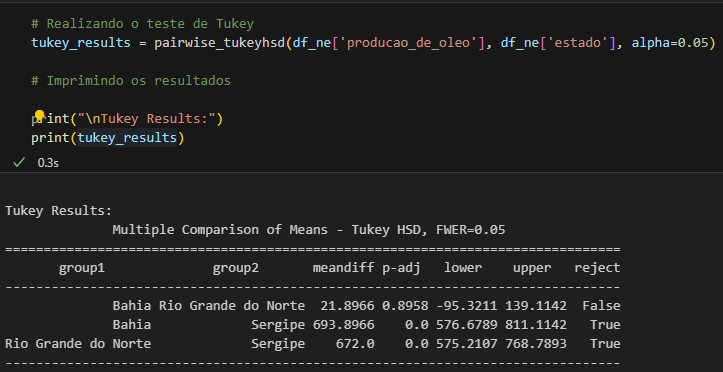 # Realizando o teste de Tukey
tukey_results = pairwise_tukeyhsd(df_ne['producao_de_oleo'], df_ne['estado'], alpha=0.05)
# Imprimindo os resultados
print("\nTukey Results:")
print(tukey_results)
0.3s
Tukey Results:
Multiple Comparison of Means - Tukey HSD, FWER=0.05
================================================================================
group1 group2 meandiff p-adj lower upper reject
--------------------------------------------------------------------------------
Bahia Rio Grande do Norte 21.8966 0.8958 -95.3211 139.1142 False
Bahia Sergipe 693.8966 0.0 576.6789 811.1142 True
Rio Grande do Norte Sergipe 672.0 0.0 575.2107 768.7893 True
--------------------------------------------------------------------------------